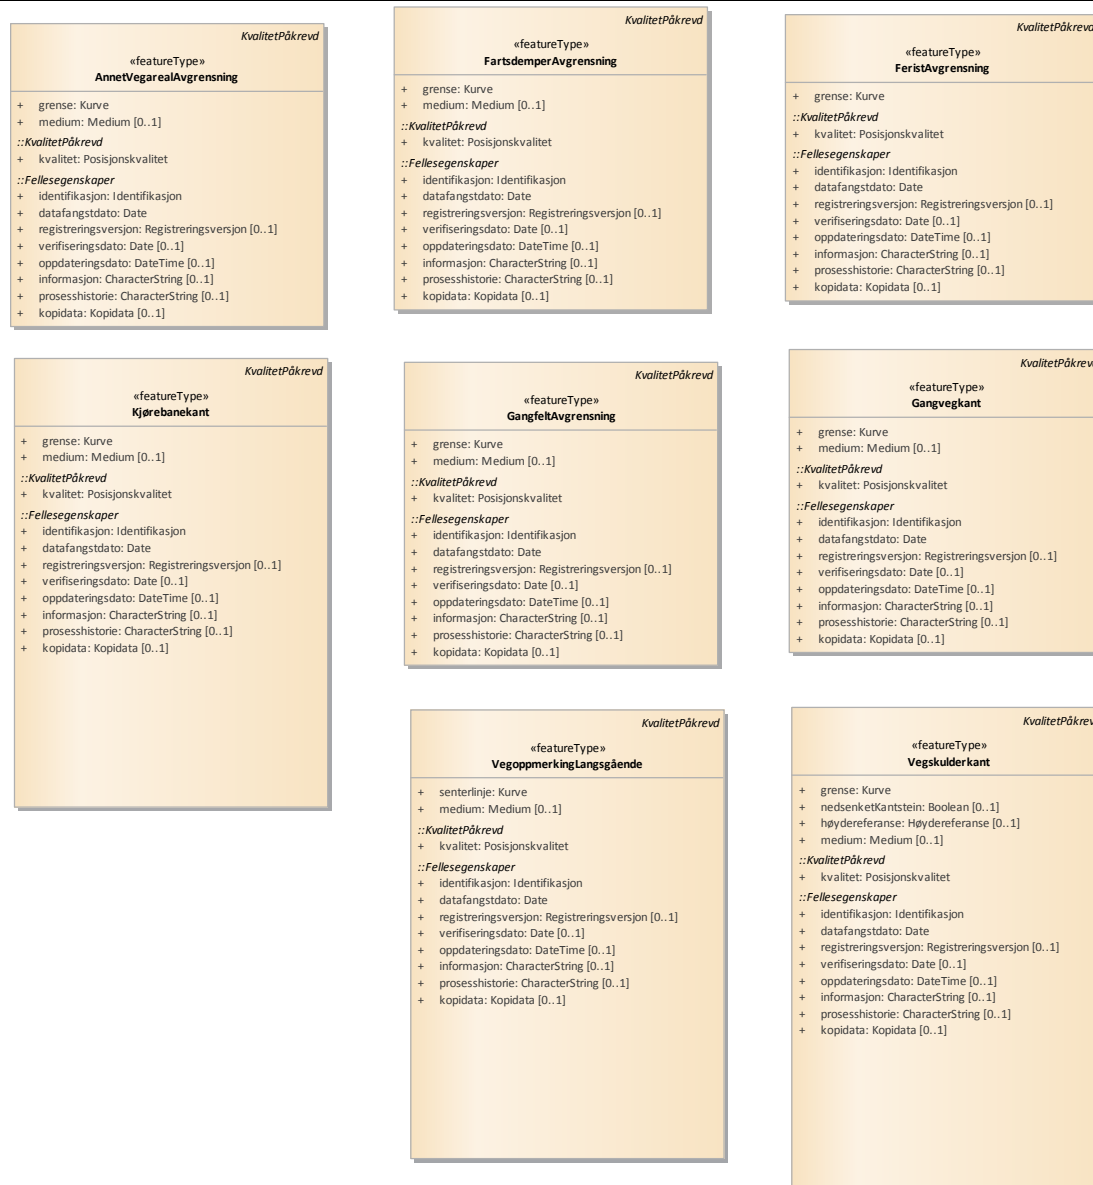 KvalitetPåkrevd
«featureType»
AnnetVegarealAvgrensning
+ grense: Kurve
+ medium: Medium [0..1]
::KvalitetPåkrevd
+ kvalitet: Posisjonskvalitet
::Fellesegenskaper
+ identifikasjon: Identifikasjon
+ datafangstdato: Date
+ registreringsversjon: Registreringsversjon [0..1]
+ verifiseringsdato: Date [0..1]
+ oppdateringsdato: DateTime [0..1]
+ informasjon: CharacterString [0..1]
+ prosesshistorie: CharacterString [0..1]
+ kopidata: Kopidata [0..1]
KvalitetPåkrevd
«featureType»
FartsdemperAvgrensning
+ grense: Kurve
+ medium: Medium [0..1]
::KvalitetPåkrevd
+ kvalitet: Posisjonskvalitet
::Fellesegenskaper
+ identifikasjon: Identifikasjon
+ datafangstdato: Date
+ registreringsversjon: Registreringsversjon [0..1]
+ verifiseringsdato: Date [0..1]
+ oppdateringsdato: DateTime [0..1]
+ informasjon: CharacterString [0..1]
+ prosesshistorie: CharacterString [0..1]
+ kopidata: Kopidata [0..1]
KvalitetPåkrevd
«featureType»
FeristAvgrensning
+ grense: Kurve
::KvalitetPåkrevd
+ kvalitet: Posisjonskvalitet
::Fellesegenskaper
+ identifikasjon: Identifikasjon
+ datafangstdato: Date
+ registreringsversjon: Registreringsversjon [0..1]
+ verifiseringsdato: Date [0..1]
+ oppdateringsdato: DateTime [0..1]
+ informasjon: CharacterString [0..1]
+ prosesshistorie: CharacterString [0..1]
+ kopidata: Kopidata [0..1]
KvalitetPåkrevd
«featureType»
Kjørebanekant
+ grense: Kurve
+ medium: Medium [0..1]
::KvalitetPåkrevd
+ kvalitet: Posisjonskvalitet
::Fellesegenskaper
+ identifikasjon: Identifikasjon
+ datafangstdato: Date
+ registreringsversjon: Registreringsversjon [0..1]
+ verifiseringsdato: Date [0..1]
+ oppdateringsdato: DateTime [0..1]
+ informasjon: CharacterString [0..1]
+ prosesshistorie: CharacterString [0..1]
+ kopidata: Kopidata [0..1]
KvalitetPåkrevd
«featureType»
GangfeltAvgrensning
+ grense: Kurve
+ medium: Medium [0..1]
::KvalitetPåkrevd
+ kvalitet: Posisjonskvalitet
::Fellesegenskaper
+ identifikasjon: Identifikasjon
+ datafangstdato: Date
+ registreringsversjon: Registreringsversjon [0..1]
+ verifiseringsdato: Date [0..1]
+ oppdateringsdato: DateTime [0..1]
+ informasjon: CharacterString [0..1]
+ prosesshistorie: CharacterString [0..1]
+ kopidata: Kopidata [0..1]
KvalitetPåkrev
«featureType»
Gangvegkant
+ grense: Kurve
+ medium: Medium [0..1]
::KvalitetPåkrevd
+ kvalitet: Posisjonskvalitet
::Fellesegenskaper
+ identifikasjon: Identifikasjon
+ datafangstdato: Date
+ registreringsversjon: Registreringsversjon [0..1]
+ verifiseringsdato: Date [0..1]
+ oppdateringsdato: DateTime [0..1]
+ informasjon: CharacterString [0..1]
+ prosesshistorie: CharacterString [0..1]
+ kopidata: Kopidata [0..1]
KvalitetPåkrevd
«featureType»
VegoppmerkingLangsgående
+ senterlinje: Kurve
+ medium: Medium [0..1]
::KvalitetPåkrevd
+ kvalitet: Posisjonskvalitet
::Fellesegenskaper
+ identifikasjon: Identifikasjon
+ datafangstdato: Date
+ registreringsversjon: Registreringsversjon [0..1]
+ verifiseringsdato: Date [0..1]
+ oppdateringsdato: DateTime [0..1]
+ informasjon: CharacterString [0..1]
+ prosesshistorie: CharacterString [0..1]
+ kopidata: Kopidata [0..1]
KvalitetPåkrev
«featureType»
Vegskulderkant
+ grense: Kurve
+ nedsenketKantstein: Boolean [0..1]
+ høydereferanse: Høydereferanse [0..1]
+ medium: Medium [0..1]
::KvalitetPåkrevd
+ kvalitet: Posisjonskvalitet
::Fellesegenskaper
+ identifikasjon: Identifikasjon
+ datafangstdato: Date
+ registreringsversjon: Registreringsversjon [0..1]
+ verifiseringsdato: Date [0..1]
+ oppdateringsdato: DateTime [0..1]
+ informasjon: CharacterString [0..1]
+ prosesshistorie: CharacterString [0..1]
+ kopidata: Kopidata [0..1]